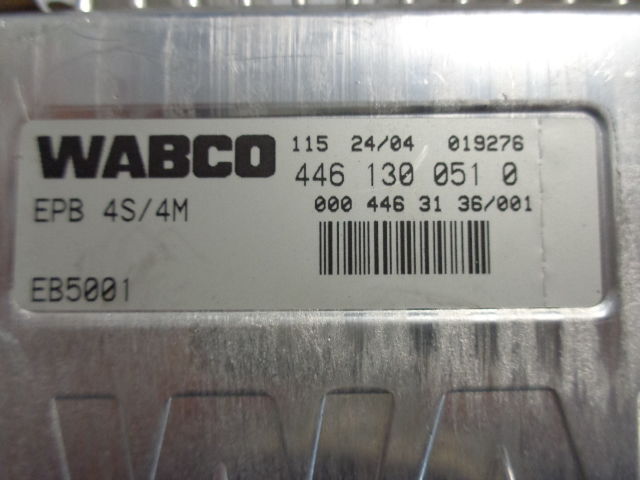 WABCO
115 24/04 019276
446 130 051 0
000 446 31 36/001
EPB 4S/4M
EB5001